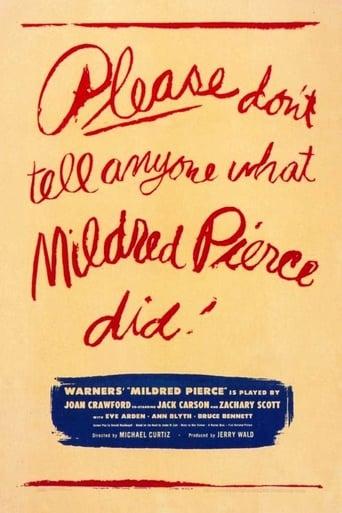 Please don't
tell anyone what
Mildred Pierce
did!
WARNERS' "MILDRED PIERCE" IS PLAYED BY
JOAN CRAWFORD CO-STARRING JACK CARSON AND ZACHARY SCOTT
WITH EVE ARDEN · ANN BLYTH · BRUCE BENNETT
Directed by MICHAEL CURTIZ Produced by JERRY WALD